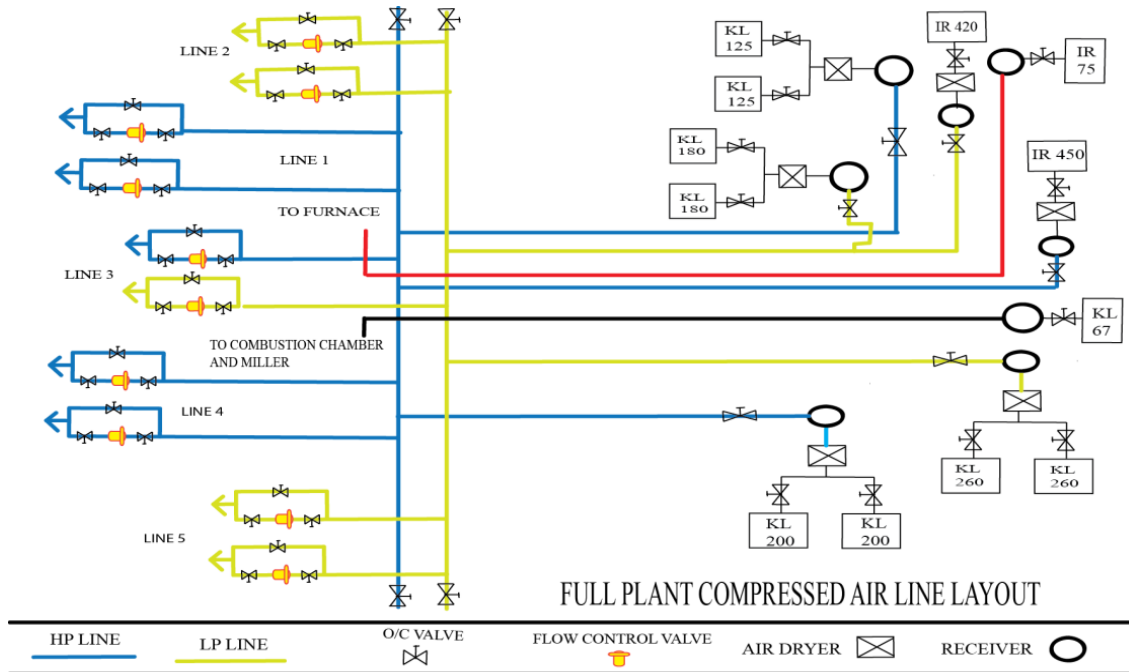 LINE 2
LINE 1
TO FURNACE
LINE 3
TO COMBUSTION CHAMBER
AND MILLER
LINE 4
LINE 5
KL
125
KL
125
IR 420
IR
75
KL
180
KL
180
IR 450
KL
67
KL
260
KL
260
KL
200
KL
200
FULL PLANT COMPRESSED AIR LINE LAYOUT
HP LINE
LP LINE
O/C VALVE
FLOW CONTROL VALVE
AIR DRYER
RECEIVER